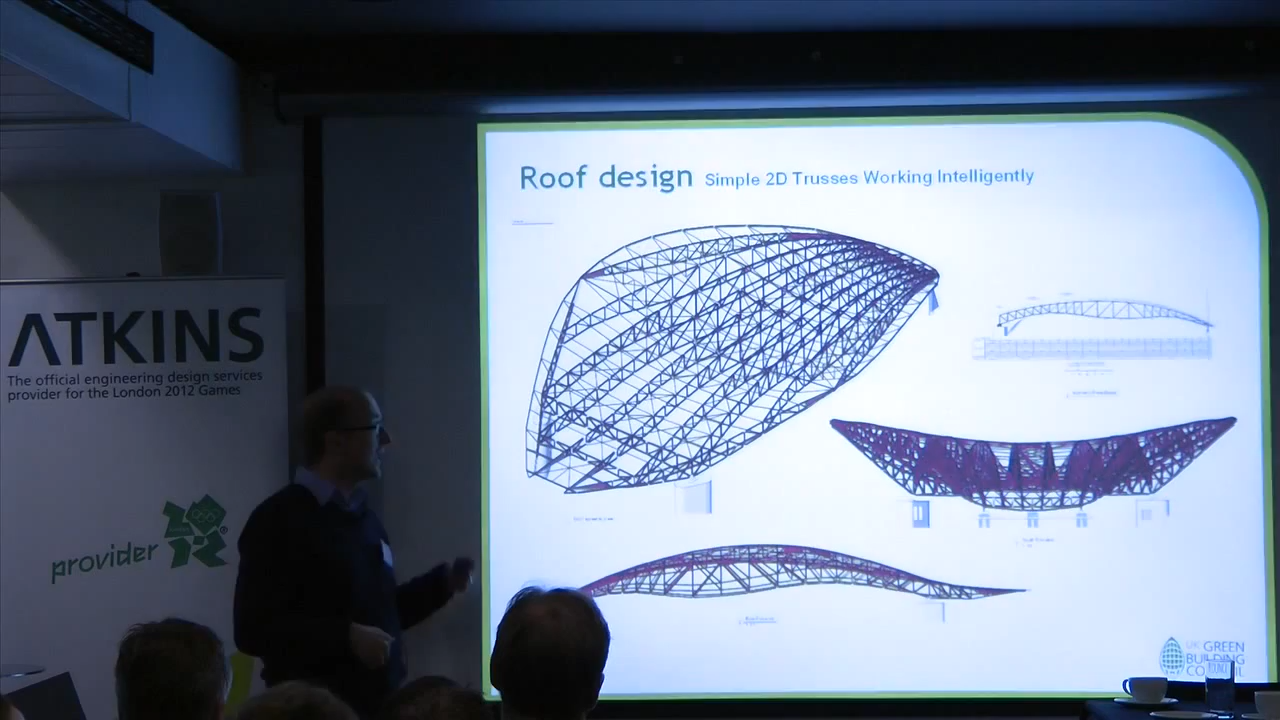 Roof design Simple 2D Trusses Working Intelligently
ATKINS
The official engineering design services
provider for the London 2012 Games
provider
UK GREEN
BUILDING
COUNCIL